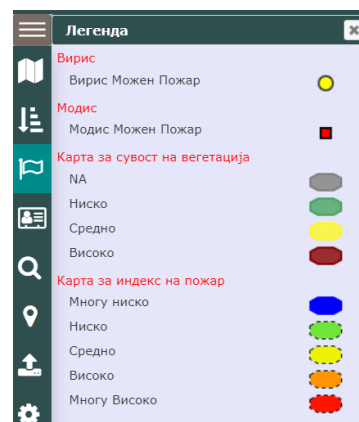 Легенда
Вирис
Вирис Можен Пожар
Модис
Модис Можен Пожар
Карта за сувост на вегетација
NA
Ниско
Средно
Високо
Карта за индекс на пожар
Многу ниско
Ниско
Средно
Високо
Многу Високо